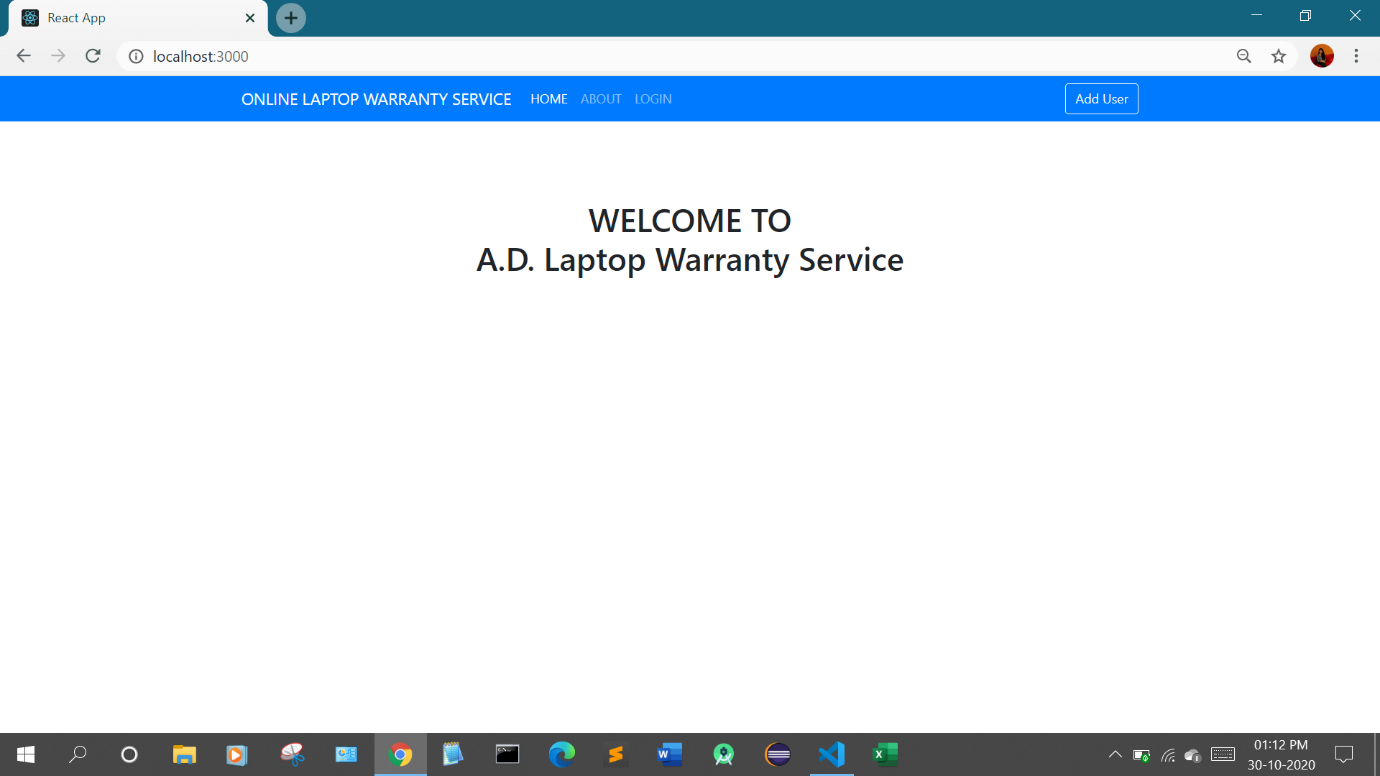 React App
localhost:3000
ONLINE LAPTOP WARRANTY SERVICE HOME ABOUT LOGIN Add User
WELCOME TO
A.D. Laptop Warranty Service
01:12 PM
30-10-2020